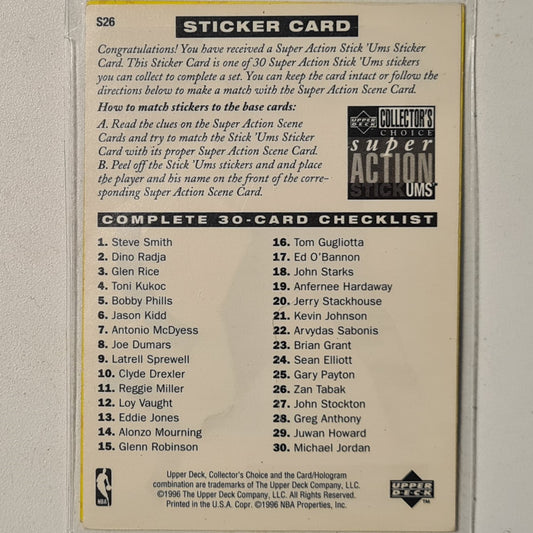 S26
STICKER CARD
Congratulations! You have received a Super Action Stick 'Ums Sticker
Card. This Sticker Card is one of 30 Super Action Stick 'Ums stickers
you can collect to complete a set. You can keep the card intact or follow the
directions below to make a match with the Super Action Scene Card.
How to match stickers to the base cards:
A. Read the clues on the Super Action Scene
Cards and try to match the Stick 'Ums Sticker
Card with its proper Super Action Scene Card.
B. Peel off the Stick 'Ums stickers and and place
the player and his name on the front of the corre-
sponding Super Action Scene Card.
UPPER DECK
COLLECTOR'S
CHOICE
super
ACTION
STICK'UMS
COMPLETE 30-CARD CHECKLIST
1. Steve Smith
2. Dino Radja
3. Glen Rice
4. Toni Kukoc
5. Bobby Phills
6. Jason Kidd
7. Antonio McDyess
8. Joe Dumars
9. Latrell Sprewell
10. Clyde Drexler
11. Reggie Miller
12. Loy Vaught
13. Eddie Jones
14. Alonzo Mourning
15. Glenn Robinson
16. Tom Gugliotta
17. Ed O'Bannon
18. John Starks
19. Anfernee Hardaway
20. Jerry Stackhouse
21. Kevin Johnson
22. Arvydas Sabonis
23. Brian Grant
24. Sean Elliott
25. Gary Payton
26. Zan Tabak
27. John Stockton
28. Greg Anthony
29. Juwan Howard
30. Michael Jordan
NBA
Upper Deck, Collector's Choice and the Card/Hologram
combination are trademarks of The Upper Deck Company, LLC.
©1996 The Upper Deck Company, LLC. All Rights Reserved.
Printed in the U.S.A. Copr. ©1996 NBA Properties, Inc.
UPPER DECK
TM